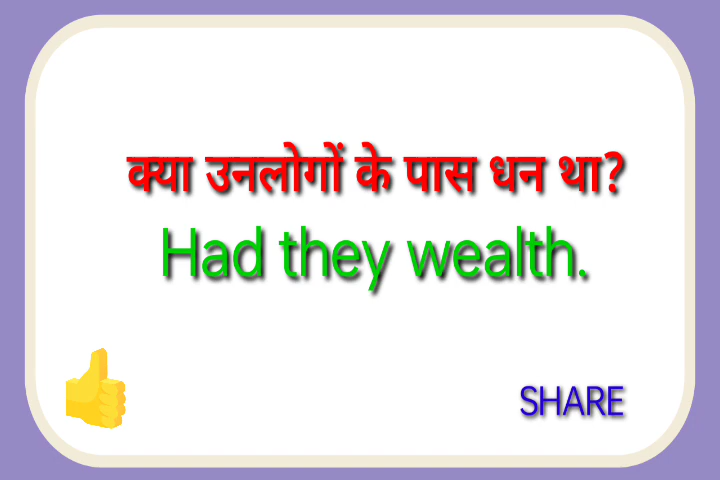 क्या उनलोगों के पास धन था?
Had they wealth.
SHARE